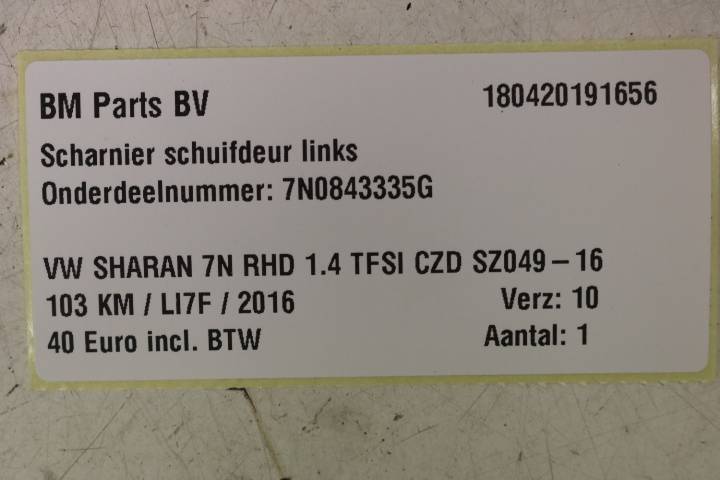 BM Parts BV 180420191656
Scharnier schuifdeur links
Onderdeelnummer: 7N0843335G
VW SHARAN 7N RHD 1.4 TFSI CZD SZ049-16
103 KM / LI7F / 2016 Verz: 10
40 Euro incl. BTW Aantal: 1